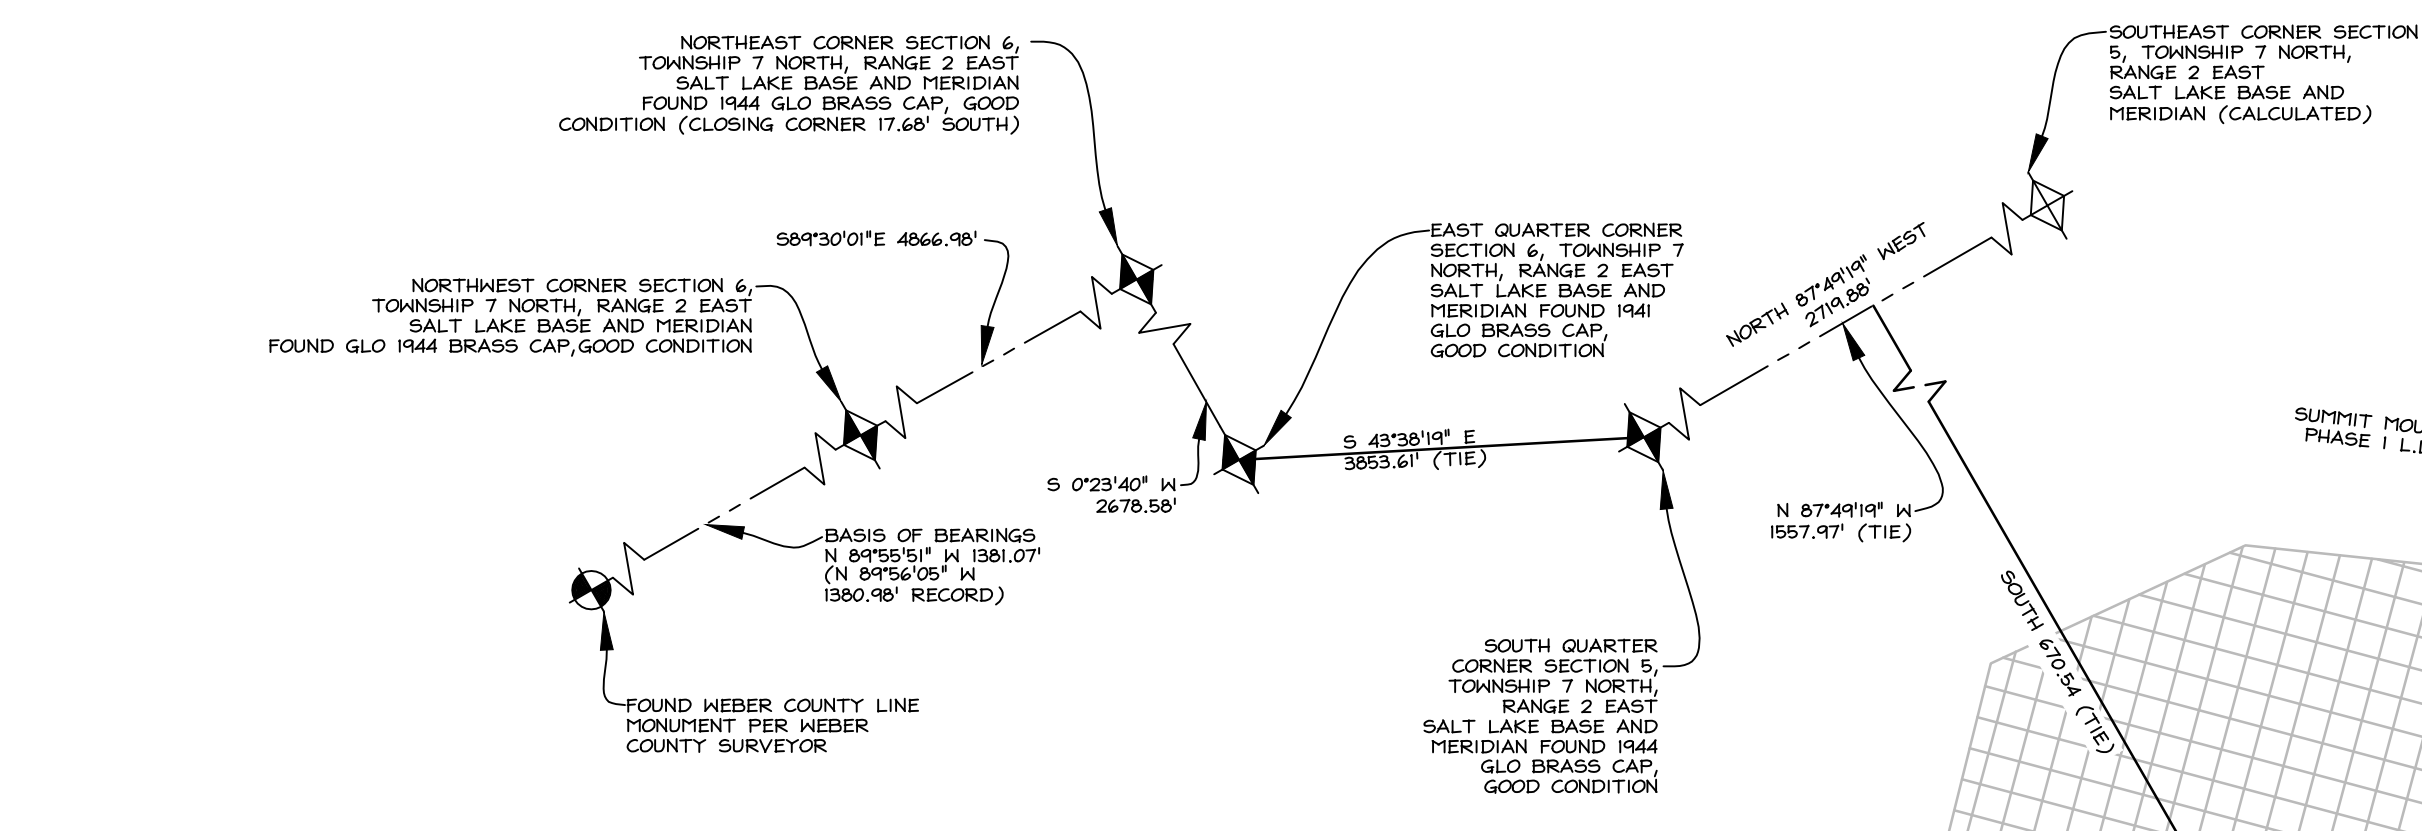 NORTHEAST CORNER SECTION 6,
TOWNSHIP 7 NORTH, RANGE 2 EAST
SALT LAKE BASE AND MERIDIAN
FOUND 1944 GLO BRASS CAP, GOOD
CONDITION (CLOSING CORNER 17.68' SOUTH)
SOUTHEAST CORNER SECTION
5, TOWNSHIP 7 NORTH,
RANGE 2 EAST
SALT LAKE BASE AND
MERIDIAN (CALCULATED)
S89°30'01"E 4866.98'
NORTHWEST CORNER SECTION 6,
TOWNSHIP 7 NORTH, RANGE 2 EAST
SALT LAKE BASE AND MERIDIAN
FOUND GLO 1944 BRASS CAP,GOOD CONDITION
EAST QUARTER CORNER
SECTION 6, TOWNSHIP 7
NORTH, RANGE 2 EAST
SALT LAKE BASE AND
MERIDIAN FOUND 1941
GLO BRASS CAP,
GOOD CONDITION
NORTH 87°49'19" WEST
2719.88'
S 43°38'19" E
3853.61' (TIE)
SUMMIT
PHASE 1
S 0°23'40" W
2678.58'
N 87°49'19" W
1557.97' (TIE)
BASIS OF BEARINGS
N 89°55'51" W 1381.07'
(N 89°56'05" W
1380.98' RECORD)
SOUTH 670.54 (TIE)
SOUTH QUARTER
CORNER SECTION 5,
TOWNSHIP 7 NORTH,
RANGE 2 EAST
SALT LAKE BASE AND
MERIDIAN FOUND 1944
GLO BRASS CAP,
GOOD CONDITION
FOUND WEBER COUNTY LINE
MONUMENT PER WEBER
COUNTY SURVEYOR